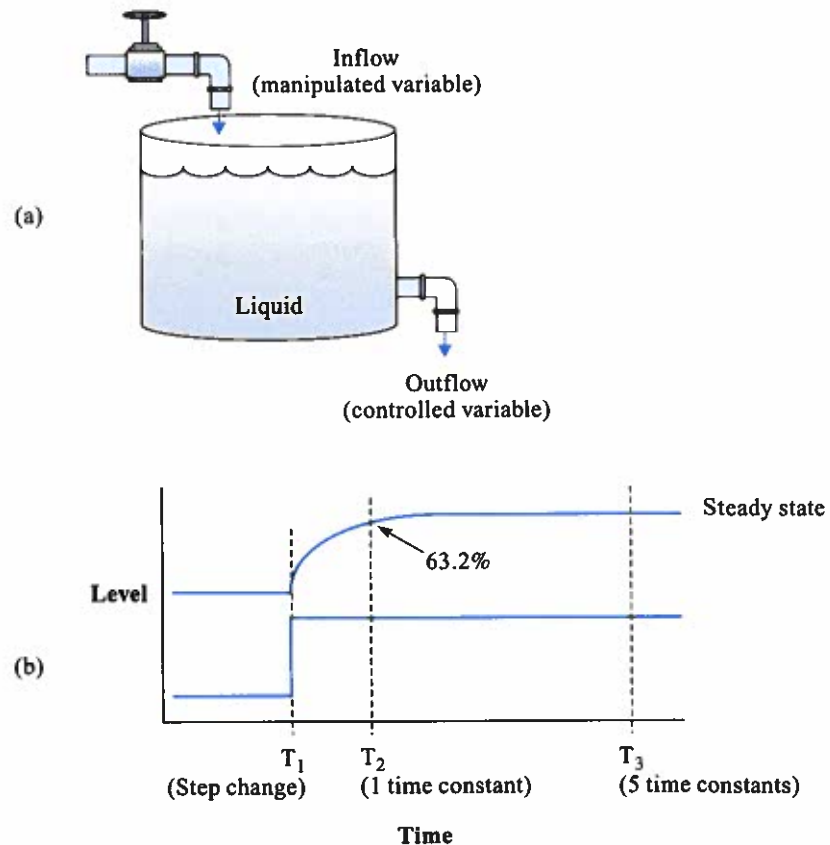 Inflow
(manipulated variable)
(a)
Liquid
Outflow
(controlled variable)
Steady state
63.2%
Level
(b)
T1 T2 T3
(Step change) (1 time constant) (5 time constants)
Time